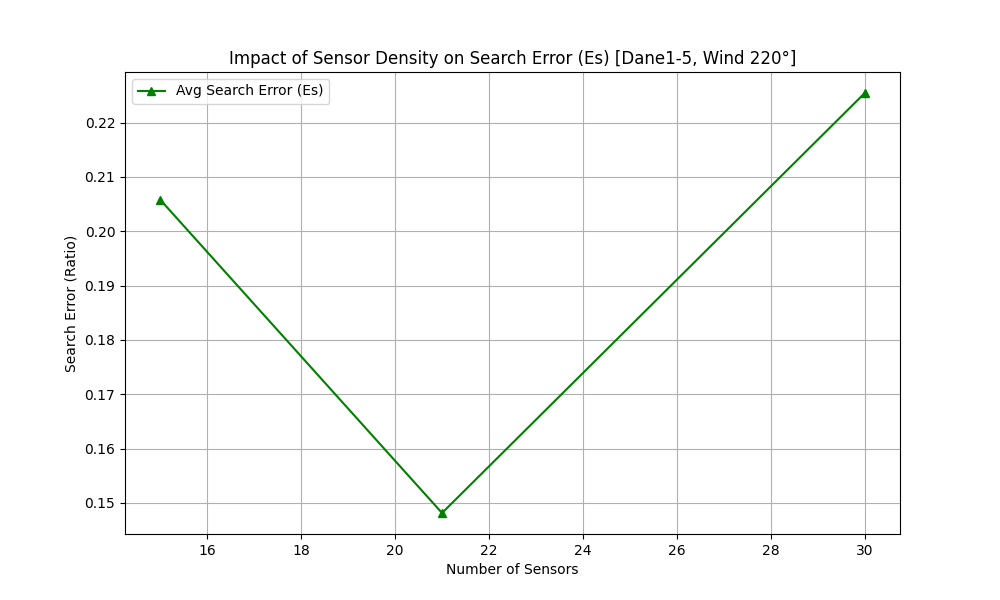 Impact of Sensor Density on Search Error (Es) [Dane1-5, Wind 220°]
Avg Search Error (Es)
Search Error (Ratio)
0.22
0.21
0.20
0.19
0.18
0.17
0.16
0.15
16 18 20 22 24 26 28 30
Number of Sensors